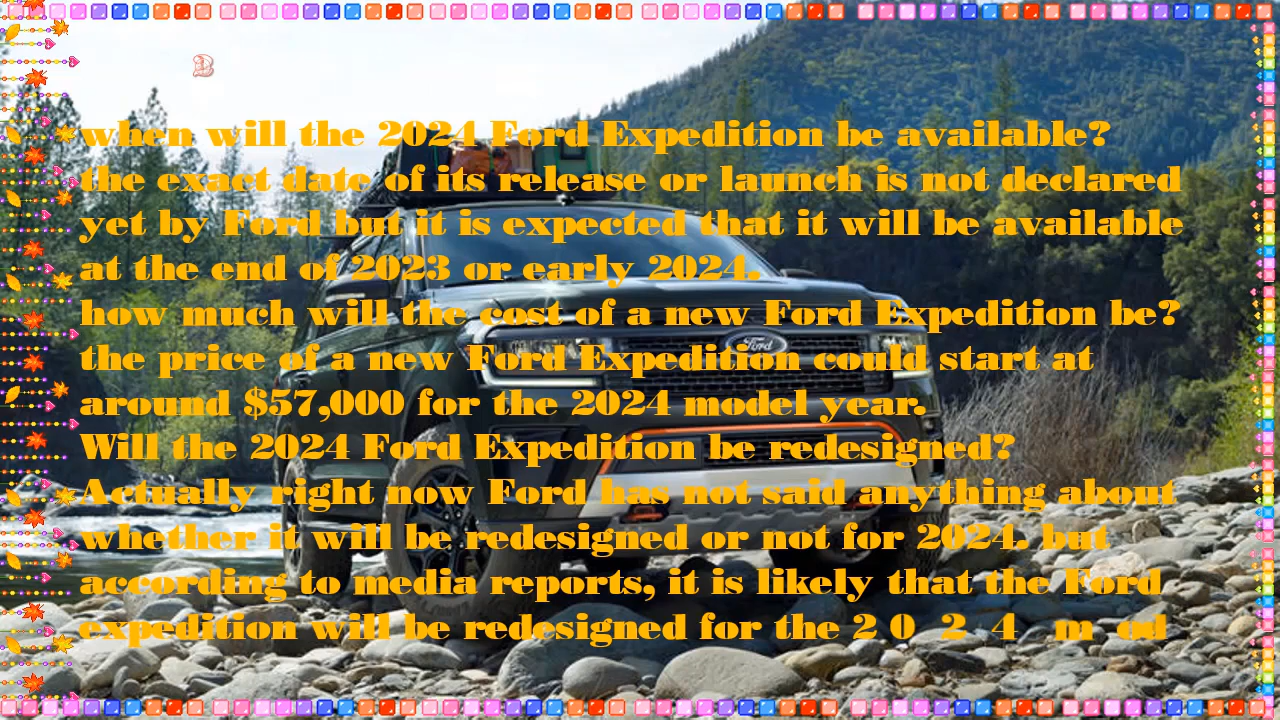 when will the 2024 Ford Expedition be available?
the exact date of its release or launch is not declared
yet by Ford but it is expected that it will be available
at the end of 2023 or early 2024.
how much will the cost of a new Ford Expedition be?
the price of a new Ford Expedition could start at
around $57,000 for the 2024 model year.
Will the 2024 Ford Expedition be redesigned?
Actually right now Ford has not said anything about
whether it will be redesigned or not for 2024. but
according to media reports, it is likely that the Ford
expedition will be redesigned for the 2 0 2 4 m od
Ford